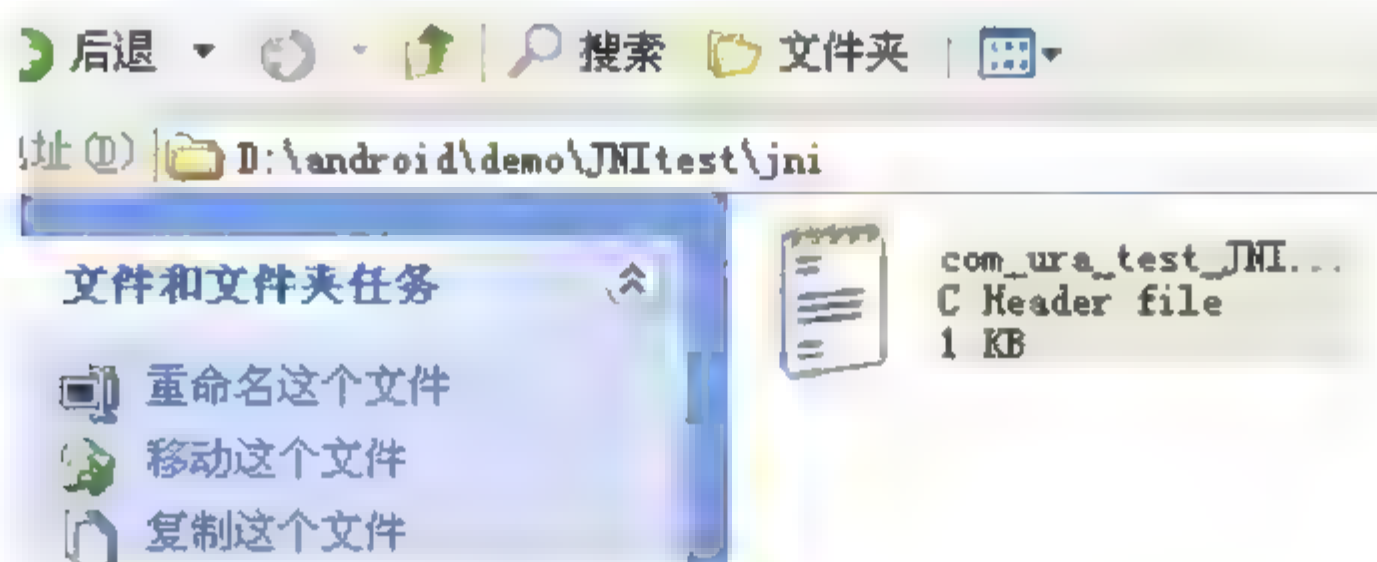 后退 搜索 文件夹
址(D) D:\android\demo\JNItest\jni
文件和文件夹任务
重命名这个文件
移动这个文件
复制这个文件
com_ura_test_JNI...
C Header file
1 KB